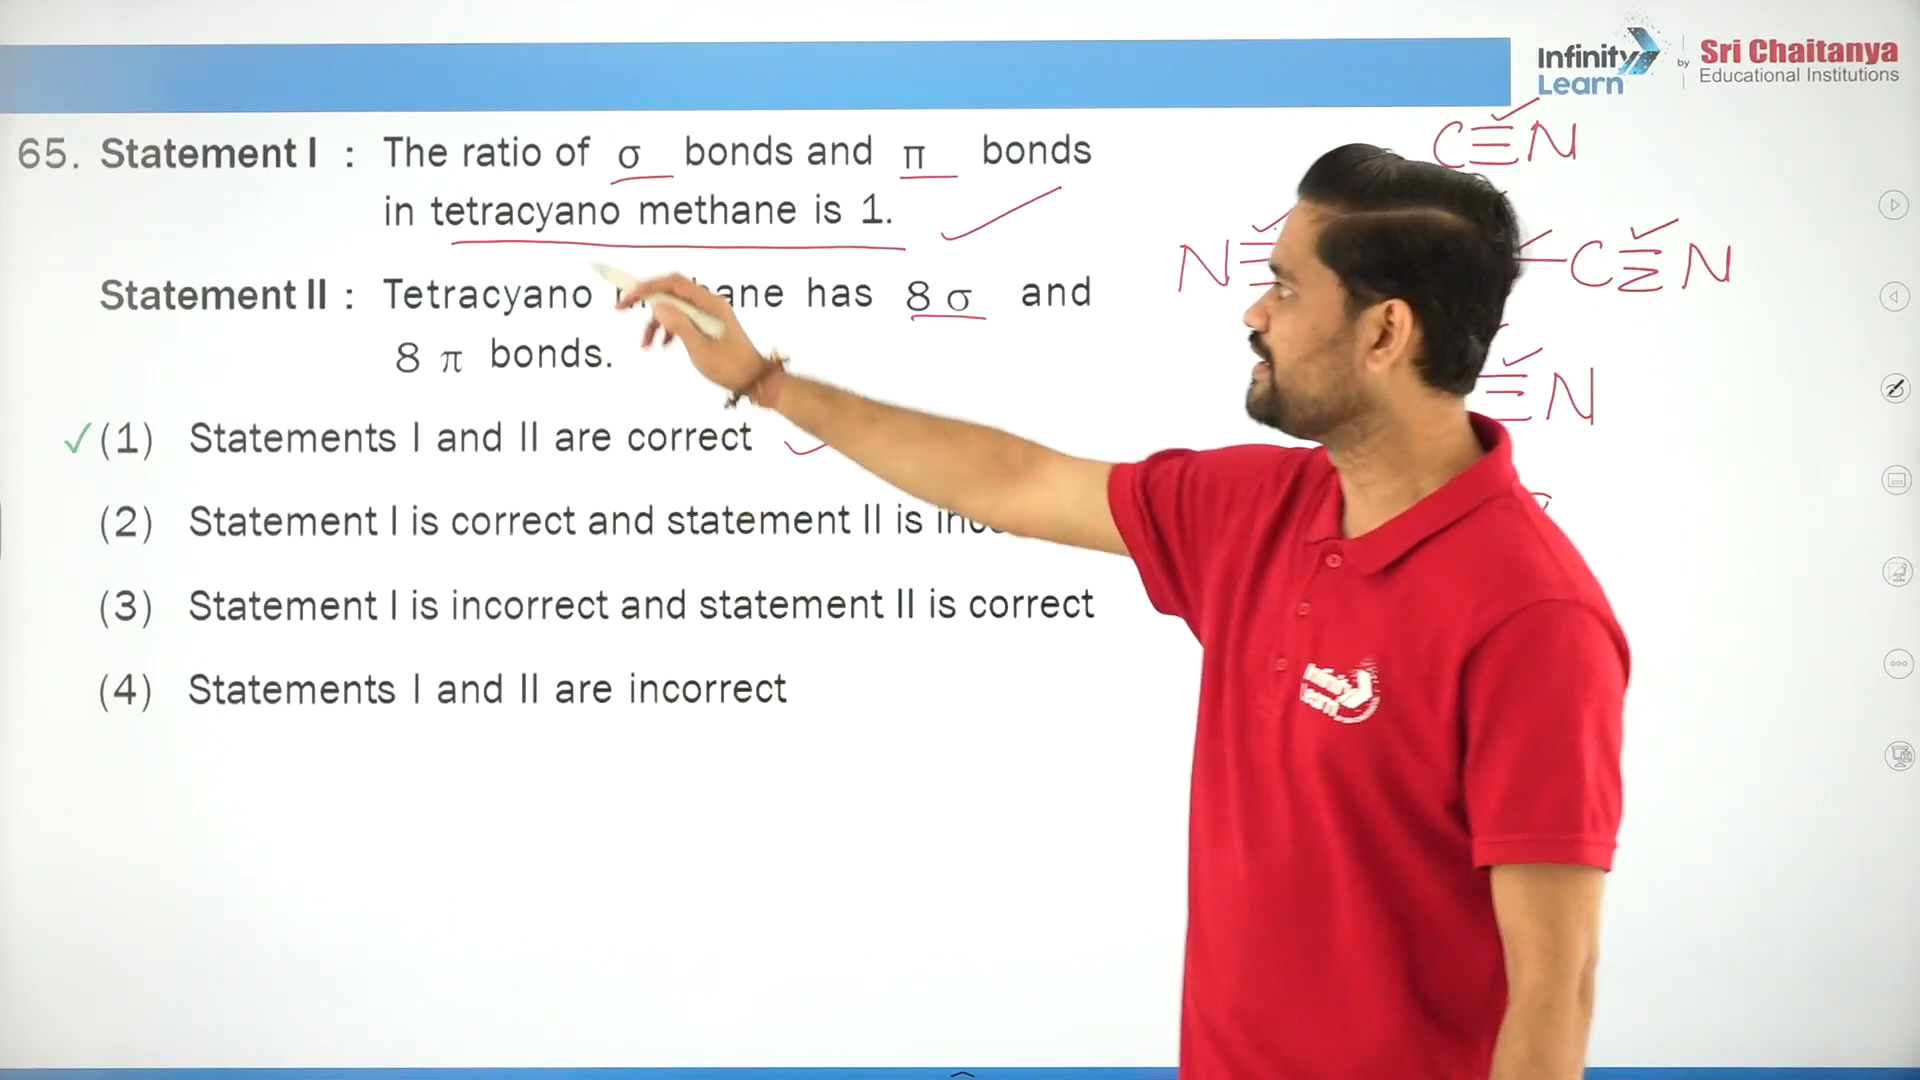 Infinity Learn by Sri Chaitanya Educational Institutions
65. Statement I : The ratio of σ bonds and π bonds
in tetracyano methane is 1.
Statement II : Tetracyano has 8 σ and
8 π bonds.
(1) Statements I and II are correct
(2) Statement I is correct and statement II is
(3) Statement I is incorrect and statement II is correct
(4) Statements I and II are incorrect
C≡N
N≡ –C≡N
≡N
Infinity Learn